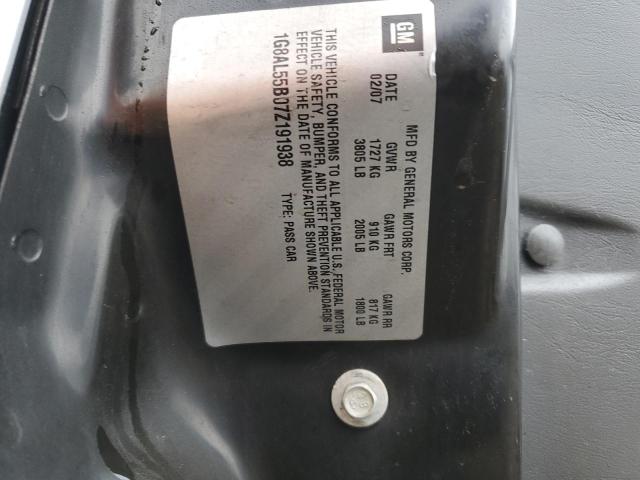 GM
MFD BY GENERAL MOTORS CORP.
DATE GVWR GAWR FRT GAWR RR
02/07 1727 KG 910 KG 817 KG
3805 LB 2005 LB 1800 LB
THIS VEHICLE CONFORMS TO ALL APPLICABLE U.S. FEDERAL MOTOR
VEHICLE SAFETY, BUMPER, AND THEFT PREVENTION STANDARDS IN
EFFECT ON THE DATE OF MANUFACTURE SHOWN ABOVE.
1G8AL55B07Z191938 TYPE: PASS CAR